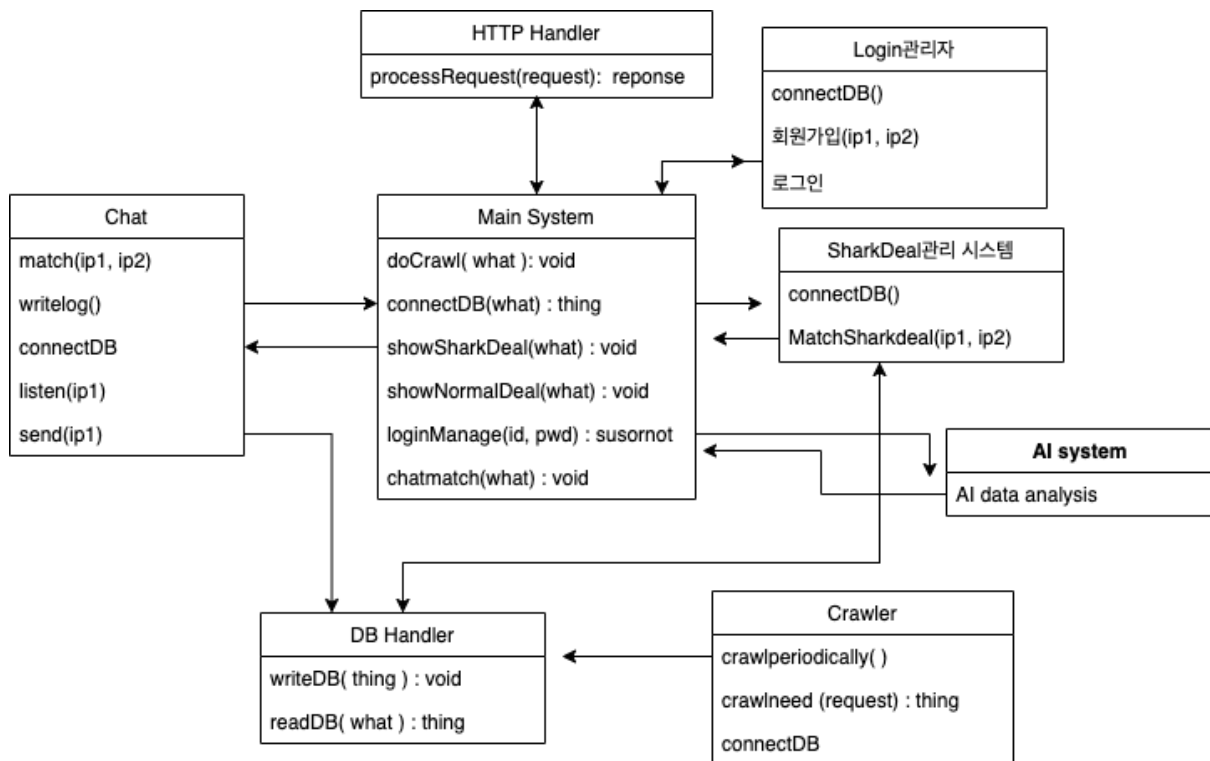 HTTP Handler
processRequest(request): reponse
Login관리자
connectDB()
회원가입(ip1, ip2)
로그인
Chat
match(ip1, ip2)
writelog()
connectDB
listen(ip1)
send(ip1)
Main System
doCrawl( what ): void
connectDB(what) : thing
showSharkDeal(what) : void
showNormalDeal(what) : void
loginManage(id, pwd) : susornot
chatmatch(what) : void
SharkDeal관리 시스템
connectDB()
MatchSharkdeal(ip1, ip2)
AI system
AI data analysis
DB Handler
writeDB( thing ) : void
readDB( what ) : thing
Crawler
crawlperiodically( )
crawlneed (request) : thing
connectDB